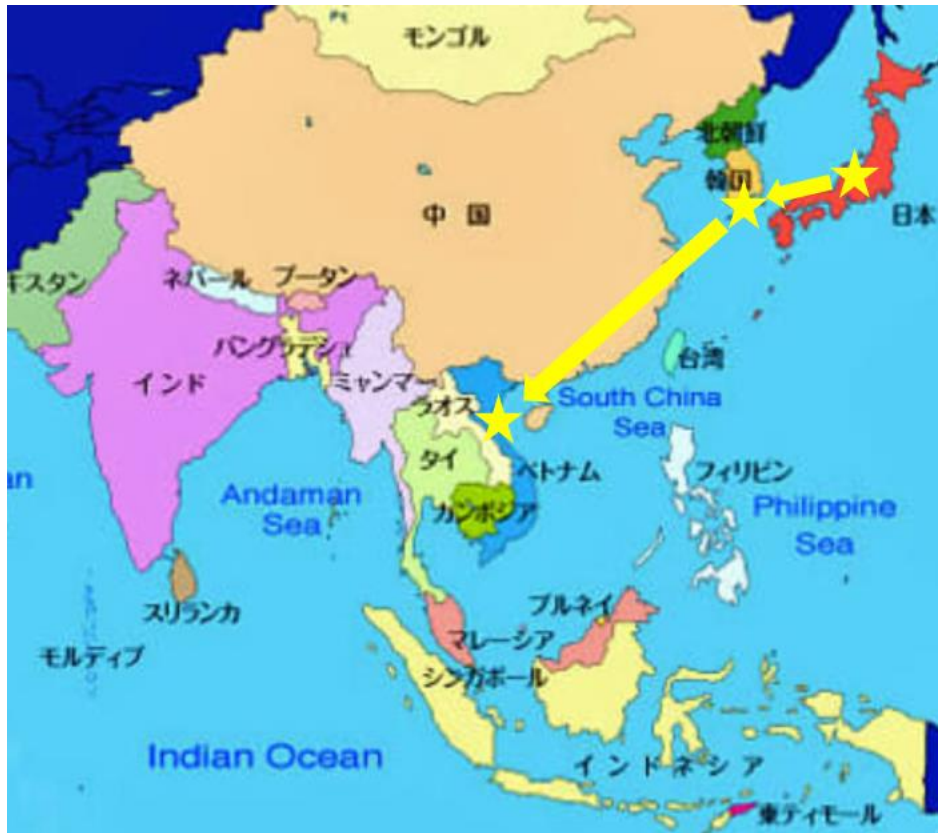 モンゴル
北朝鮮
韓国
中 国
日本
キスタン
ネパール
ブータン
バングラデシュ
インド
ミャンマー
台湾
ラオス
South China
Sea
タイ
ベトナム
フィリピン
an
Andaman
Sea
カンボジア
Philippine
Sea
スリランカ
ブルネイ
マレーシア
モルディブ
シンガポール
Indian Ocean
インドネシア
東ティモール